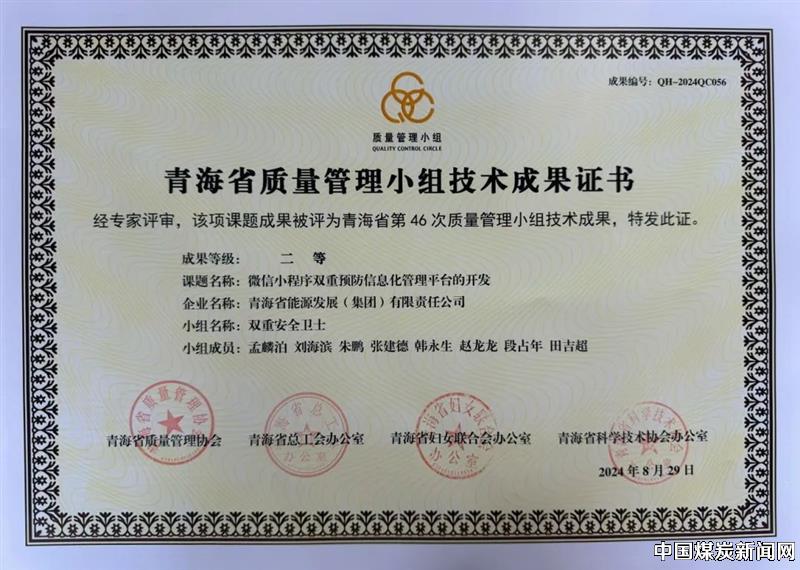 成果编号：QH-2024QC056
质量管理小组
QUALITY CONTROL CIRCLE
青海省质量管理小组技术成果证书
经专家评审，该项课题成果被评为青海省第46次质量管理小组技术成果，特发此证。
成果等级： 二 等
课题名称：微信小程序双重预防信息化管理平台的开发
企业名称：青海省能源发展（集团）有限责任公司
小组名称：双重安全卫士
小组成员：孟麟泊 刘海滨 朱鹏 张建德 韩永生 赵龙龙 段占年 田吉超
青海省质量管理协会 青海省总工会办公室 青海省妇女联合会办公室 青海省科学技术协会办公室
2024年8月29日
中国煤炭新闻网